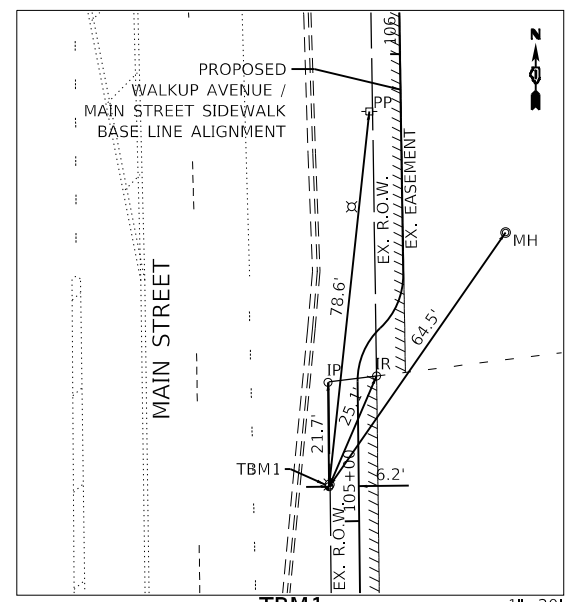 106
N
PROPOSED
WALKUP AVENUE /
MAIN STREET SIDEWALK
BASE LINE ALIGNMENT
PP
EX. R.O.W.
EX. EASEMENT
MH
MAIN STREET
78.6'
64.5'
IP
IR
25.1'
21.7'
TBM1
105+00
6.2'
EX. R.O.W.
TBM1